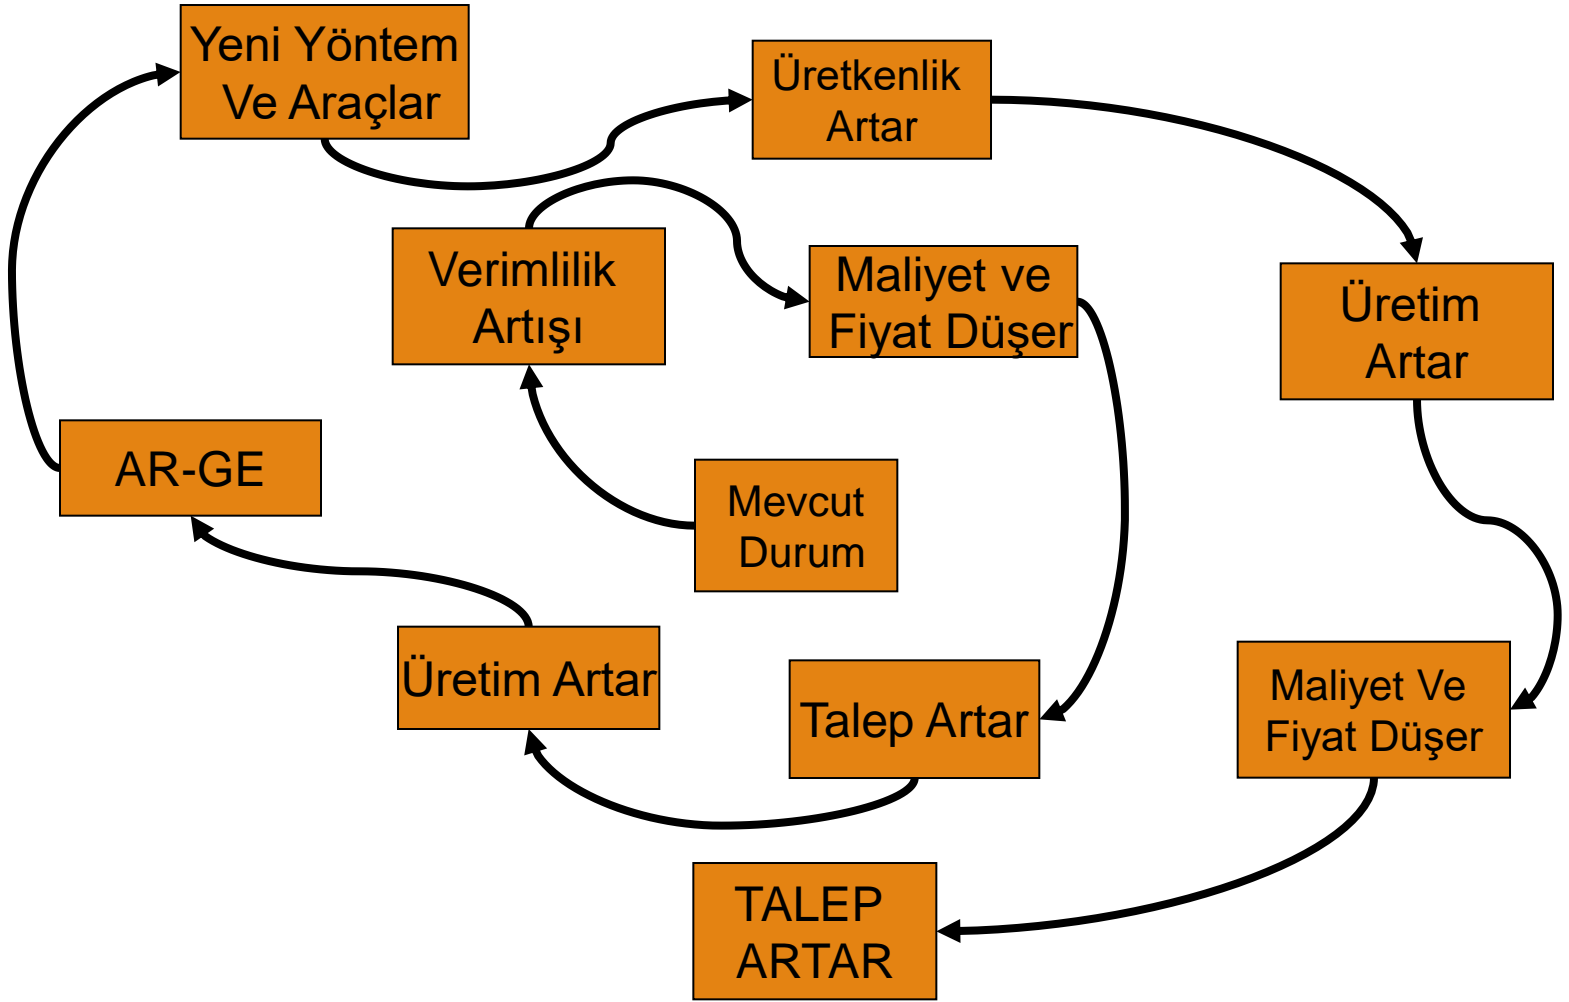 Yeni Yöntem
Ve Araçlar
Üretkenlik
Artar
Verimlilik
Artışı
Maliyet ve
Fiyat Düşer
Üretim
Artar
AR-GE
Mevcut
Durum
Üretim Artar
Talep Artar
Maliyet Ve
Fiyat Düşer
TALEP
ARTAR